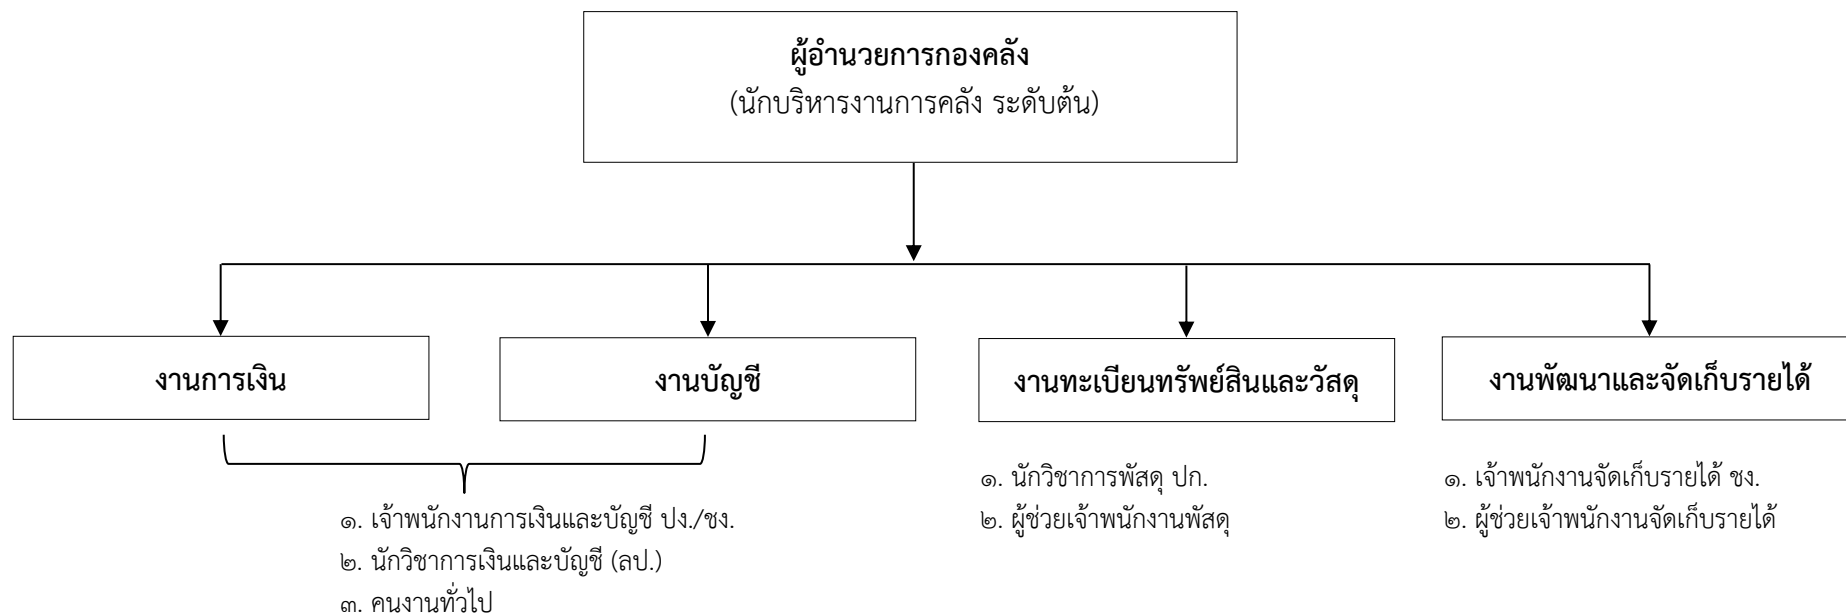 ผู้อำนวยการกองคลัง
(นักบริหารงานการคลัง ระดับต้น)
งานการเงิน
งานบัญชี
งานทะเบียนทรัพย์สินและวัสดุ
งานพัฒนาและจัดเก็บรายได้
๑. เจ้าพนักงานการเงินและบัญชี ปง./ชง.
๒. นักวิชาการเงินและบัญชี (ลป.)
๓. คนงานทั่วไป
๑. นักวิชาการพัสดุ ปก.
๒. ผู้ช่วยเจ้าพนักงานพัสดุ
๑. เจ้าพนักงานจัดเก็บรายได้ ชง.
๒. ผู้ช่วยเจ้าพนักงานจัดเก็บรายได้